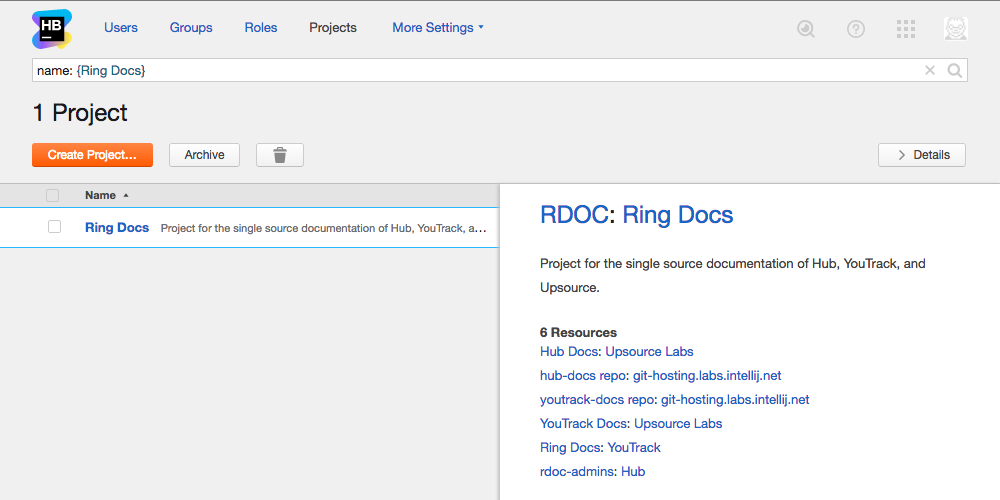 HB
Users Groups Roles Projects More Settings
name: {Ring Docs}
1 Project
Create Project... Archive Details
Name
Ring Docs Project for the single source documentation of Hub, YouTrack, a...
RDOC: Ring Docs
Project for the single source documentation of Hub, YouTrack, and
Upsource.
6 Resources
Hub Docs: Upsource Labs
hub-docs repo: git-hosting.labs.intellij.net
youtrack-docs repo: git-hosting.labs.intellij.net
YouTrack Docs: Upsource Labs
Ring Docs: YouTrack
rdoc-admins: Hub